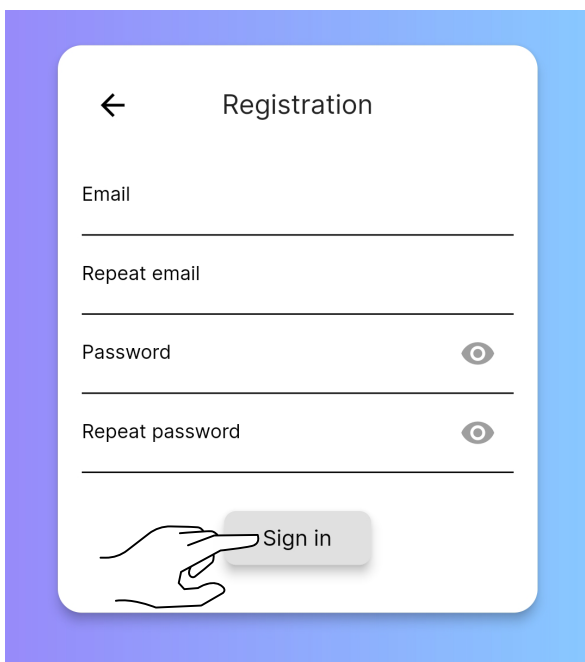 Registration
Email
Repeat email
Password
Repeat password
Sign in